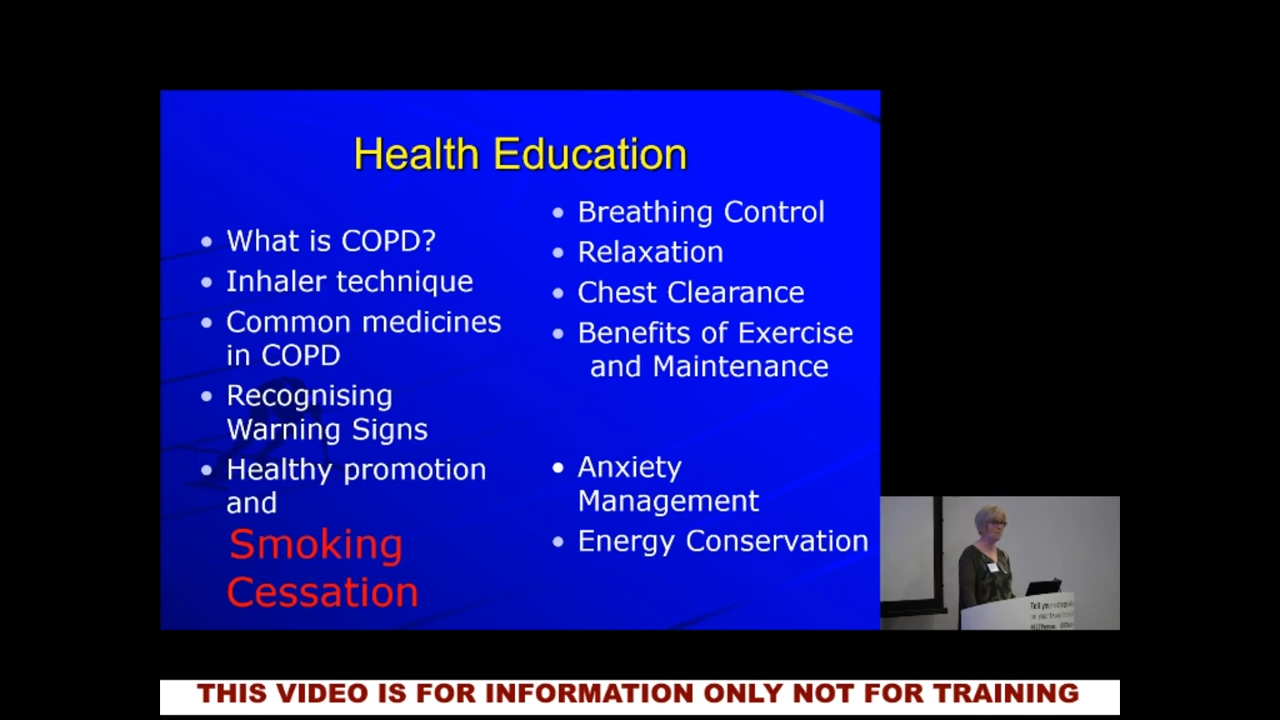 Health Education
What is COPD?
Inhaler technique
Common medicines
in COPD
Recognising
Warning Signs
Healthy promotion
and
Smoking
Cessation
Breathing Control
Relaxation
Chest Clearance
Benefits of Exercise
and Maintenance
Anxiety
Management
Energy Conservation
Tell your
THIS VIDEO IS FOR INFORMATION ONLY NOT FOR TRAINING